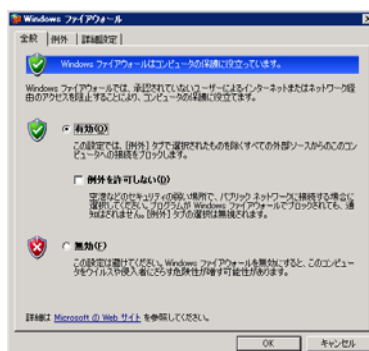 Windows ファイアウォール
全般 例外 詳細設定
Windows ファイアウォールはコンピュータの保護に役立っています。
Windows ファイアウォールでは、承認されていないユーザーによるインターネットまたはネットワーク経
由のアクセスを阻止することにより、コンピュータの保護に役立てます。
有効(O)
この設定では、[例外] タブで選択されたものを除くすべての外部ソースからのこのコン
ピュータへの接続をブロックします。
例外を許可しない(D)
空港などのセキュリティの弱い場所で、パブリック ネットワークに接続する場合に
選択してください。プログラムが Windows ファイアウォールでブロックされても、通
知はされません。[例外] タブの選択は無視されます。
無効(F)
この設定は避けてください。Windows ファイアウォールを無効にすると、このコンピュー
タをウイルスや侵入者にさらす危険性が増す可能性があります。
詳細は Microsoft の Web サイト を参照してください。
OK キャンセル